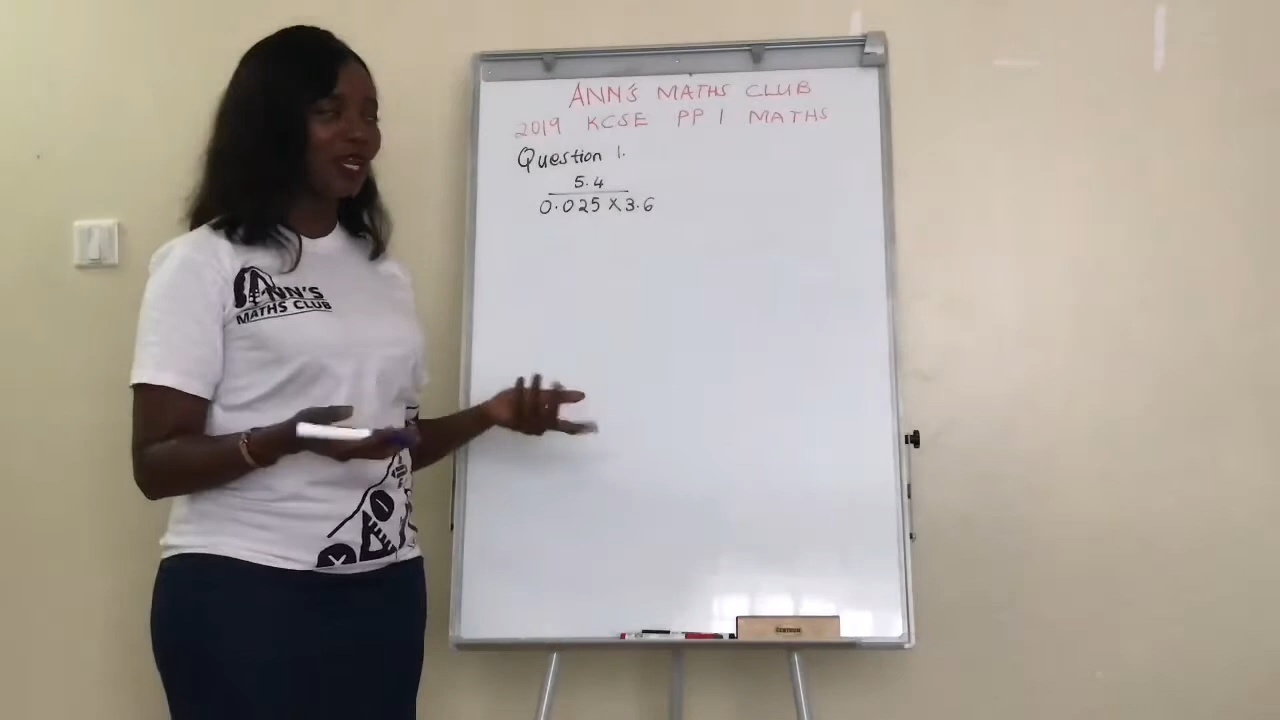 ANN'S MATHS CLUB
2019 KCSE PP 1 MATHS
Question 1.
5.4
0.025 X 3.6
ANN'S
MATHS CLUB